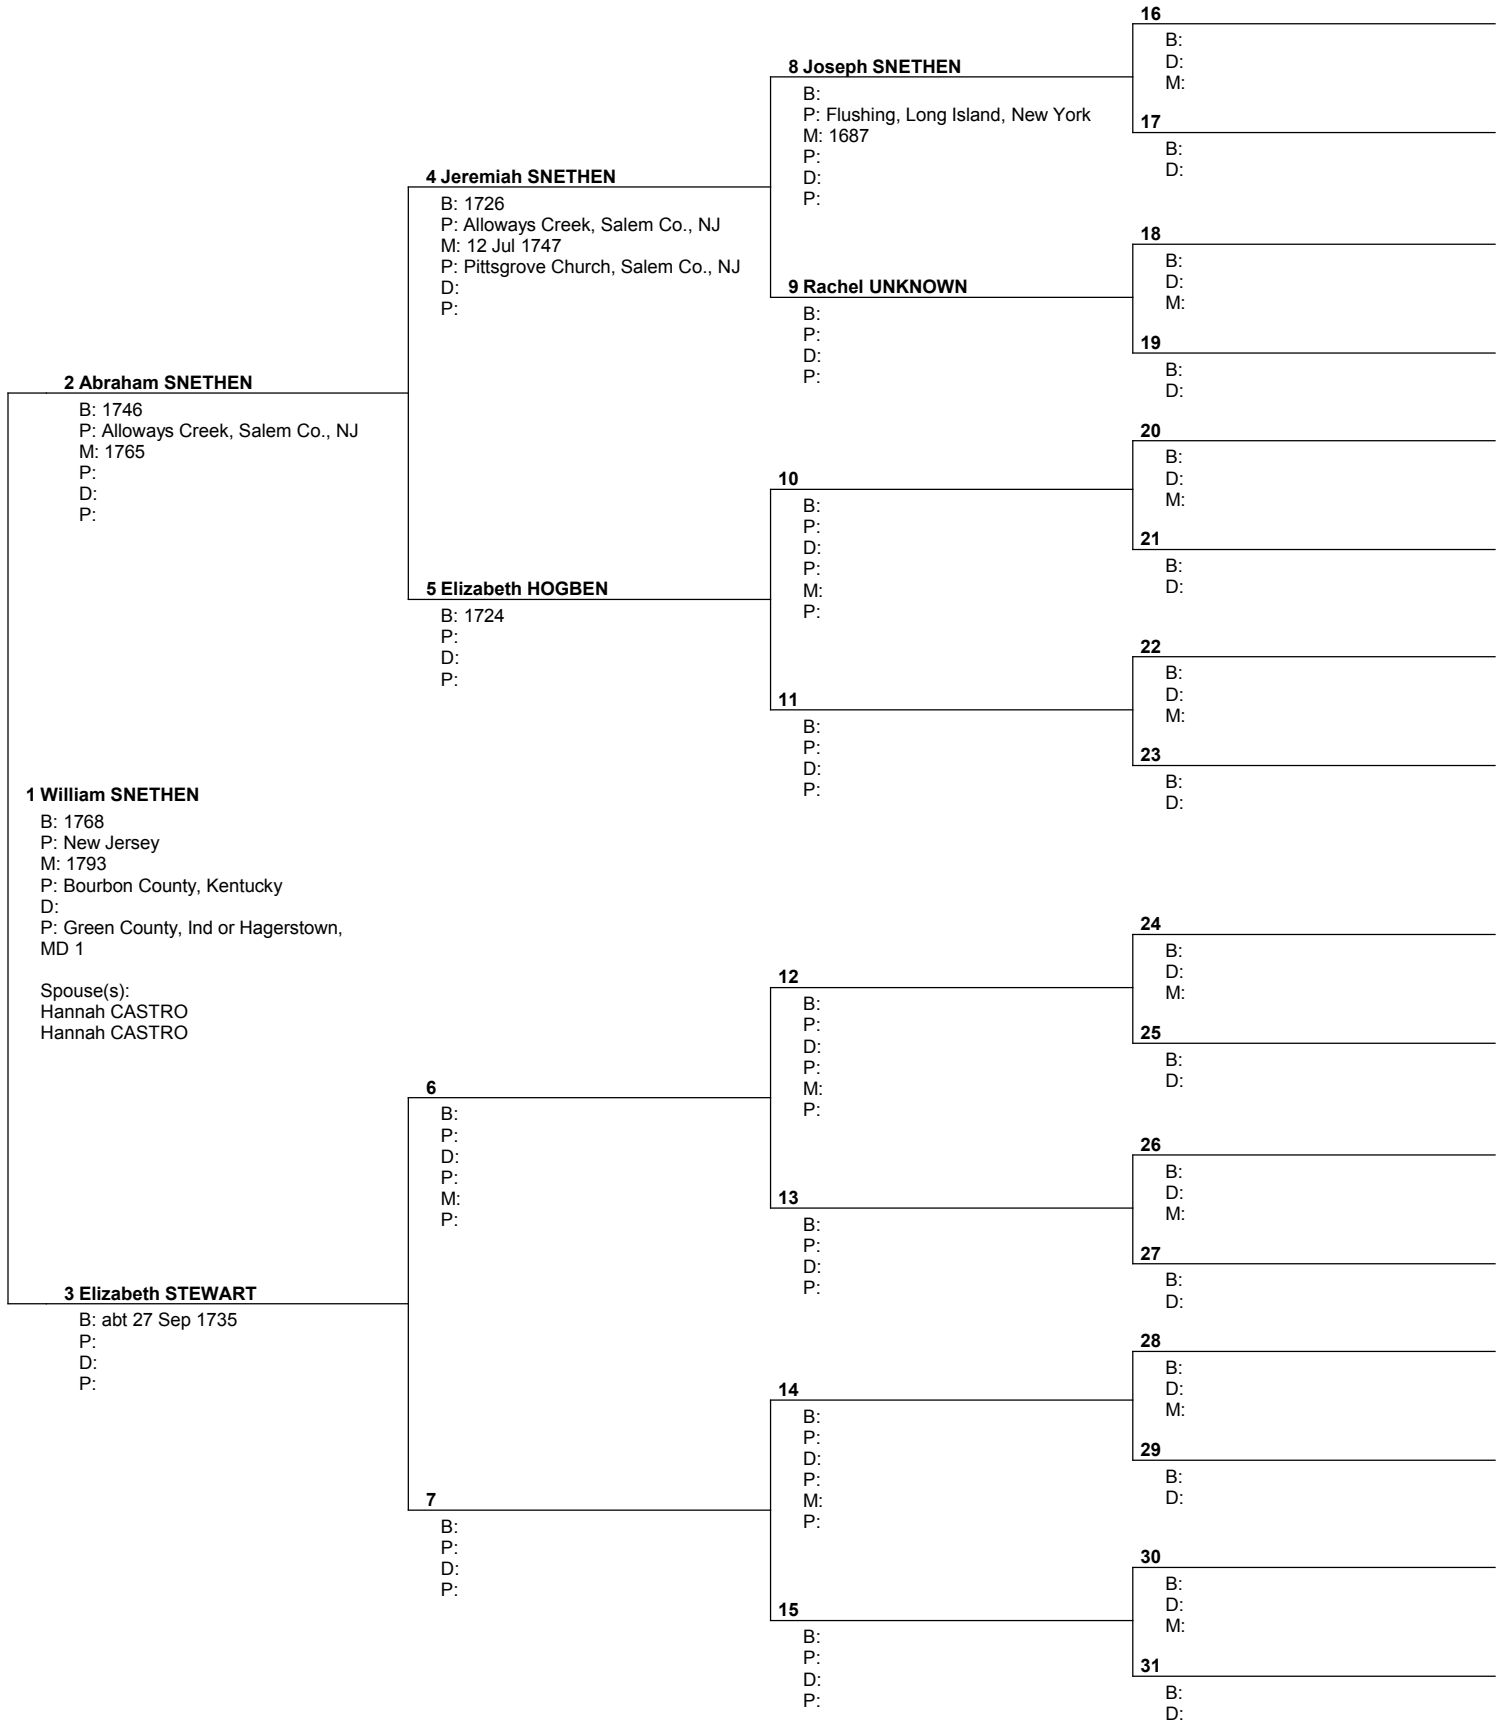 16
B:
D:
M:
8 Joseph SNETHEN
B:
P: Flushing, Long Island, New York
M: 1687
P:
D:
P:
17
B:
D:
4 Jeremiah SNETHEN
B: 1726
P: Alloways Creek, Salem Co., NJ
M: 12 Jul 1747
P: Pittsgrove Church, Salem Co., NJ
D:
P:
18
B:
D:
M:
9 Rachel UNKNOWN
B:
P:
D:
P:
19
B:
D:
2 Abraham SNETHEN
B: 1746
P: Alloways Creek, Salem Co., NJ
M: 1765
P:
D:
P:
20
B:
D:
M:
10
B:
P:
D:
P:
M:
P:
21
B:
D:
5 Elizabeth HOGBEN
B: 1724
P:
D:
P:
22
B:
D:
M:
11
B:
P:
D:
P:
23
B:
D:
1 William SNETHEN
B: 1768
P: New Jersey
M: 1793
P: Bourbon County, Kentucky
D:
P: Green County, Ind or Hagerstown,
MD 1
Spouse(s):
Hannah CASTRO
Hannah CASTRO
24
B:
D:
M:
12
B:
P:
D:
P:
M:
P:
25
B:
D:
6
B:
P:
D:
P:
M:
P:
26
B:
D:
M:
13
B:
P:
D:
P:
27
B:
D:
3 Elizabeth STEWART
B: abt 27 Sep 1735
P:
D:
P:
28
B:
D:
M:
14
B:
P:
D:
P:
M:
P:
29
B:
D:
7
B:
P:
D:
P:
30
B:
D:
M:
15
B:
P:
D:
P:
31
B:
D: